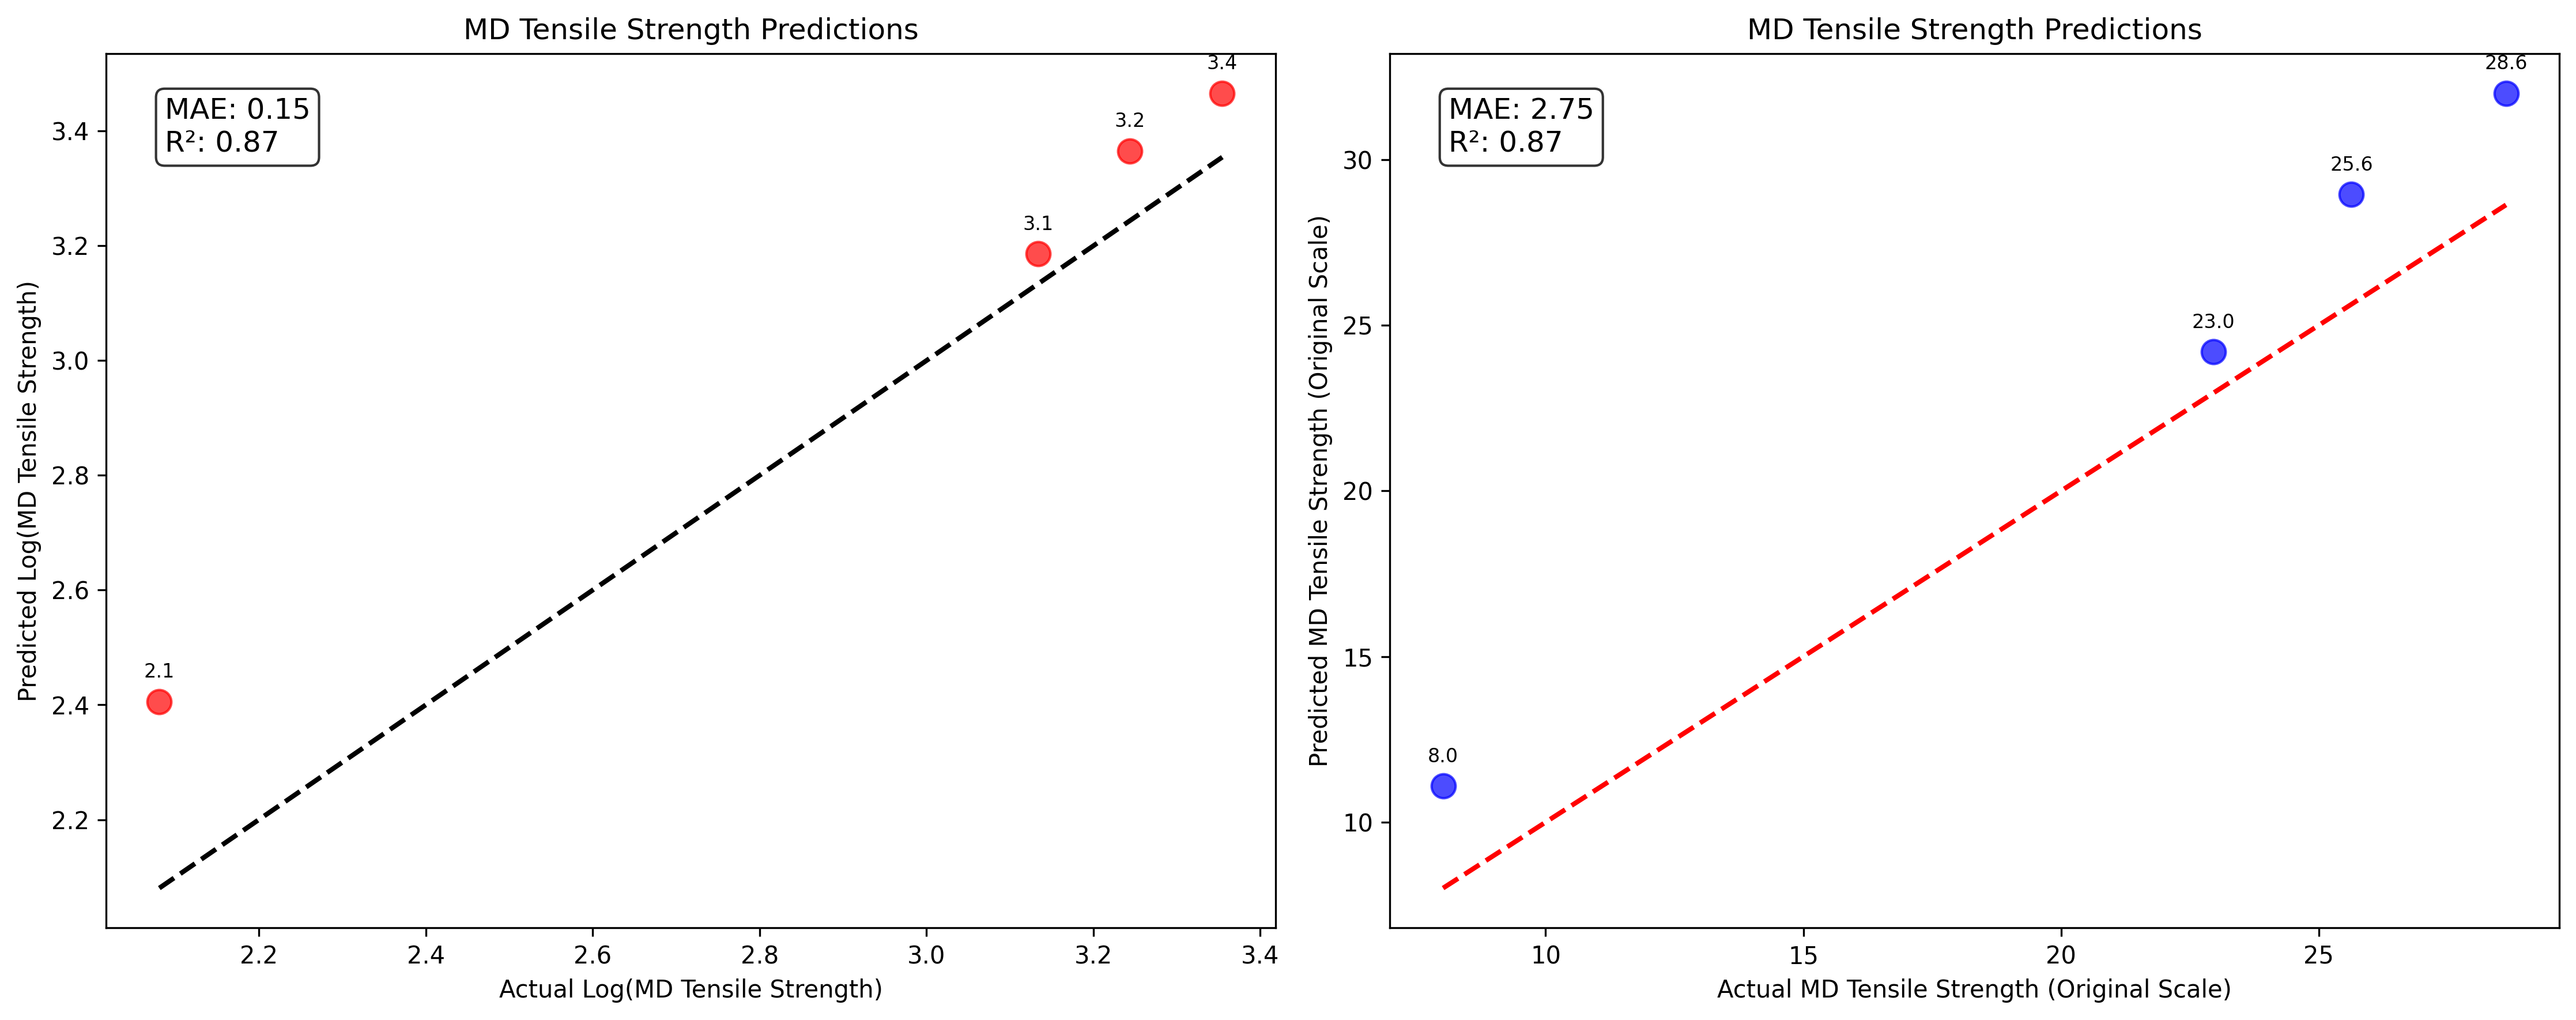 MD Tensile Strength Predictions
MAE: 0.15
R²: 0.87
3.4
3.2
3.1
2.1
3.4
3.2
3.0
2.8
2.6
2.4
2.2
Predicted Log(MD Tensile Strength)
2.2 2.4 2.6 2.8 3.0 3.2 3.4
Actual Log(MD Tensile Strength)
MD Tensile Strength Predictions
MAE: 2.75
R²: 0.87
28.6
25.6
23.0
8.0
30
25
20
15
10
Predicted MD Tensile Strength (Original Scale)
10 15 20 25
Actual MD Tensile Strength (Original Scale)